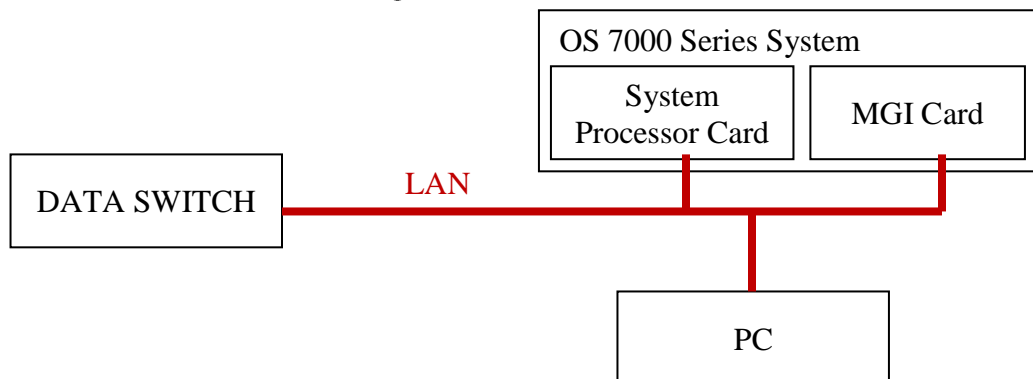 OS 7000 Series System
System
Processor Card
MGI Card
DATA SWITCH
LAN
PC